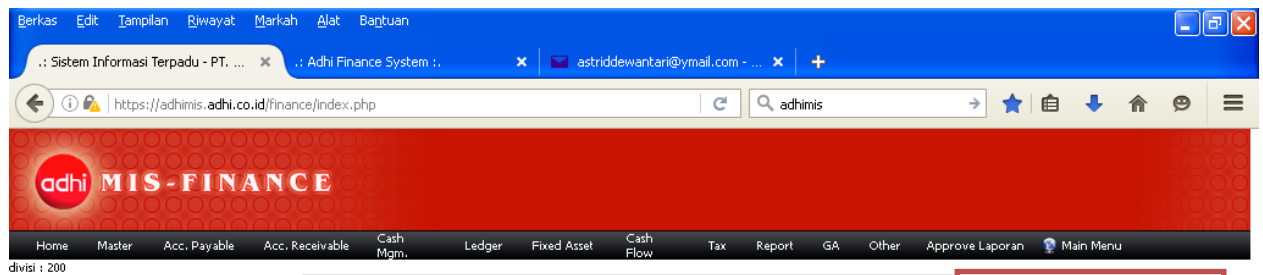 Berkas Edit Tampilan Riwayat Markah Alat Bantuan
.: Sistem Informasi Terpadu - PT. ... .: Adhi Finance System :. astriddewantari@ymail.com - ...
https://adhimis.adhi.co.id/finance/index.php adhimis
adhi MIS-FINANCE
Home Master Acc. Payable Acc. Receivable Cash Mgm. Ledger Fixed Asset Cash Flow Tax Report GA Other Approve Laporan Main Menu
divisi : 200